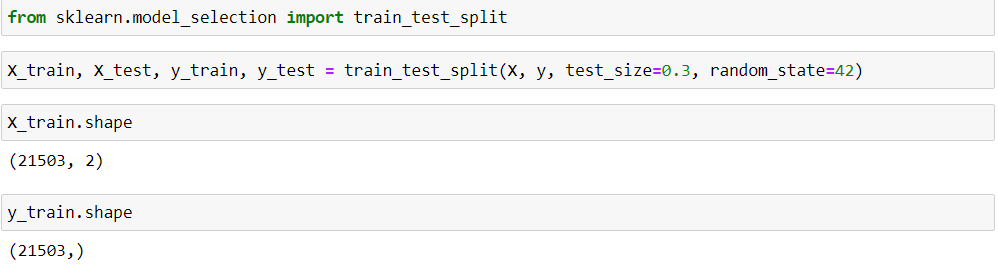 from sklearn.model_selection import train_test_split
X_train, X_test, y_train, y_test = train_test_split(X, y, test_size=0.3, random_state=42)
X_train.shape
(21503, 2)
y_train.shape
(21503,)